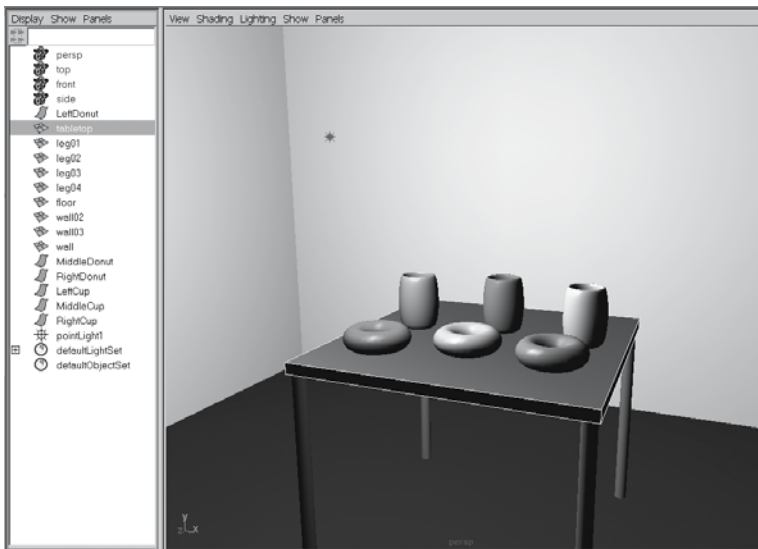 Display Show Panels
View Shading Lighting Show Panels
persp
top
front
side
LeftDonut
tabletop
leg01
leg02
leg03
leg04
floor
wall02
wall03
wall
MiddleDonut
RightDonut
LeftCup
MiddleCup
RightCup
pointLight1
defaultLightSet
defaultObjectSet
y
z x
persp